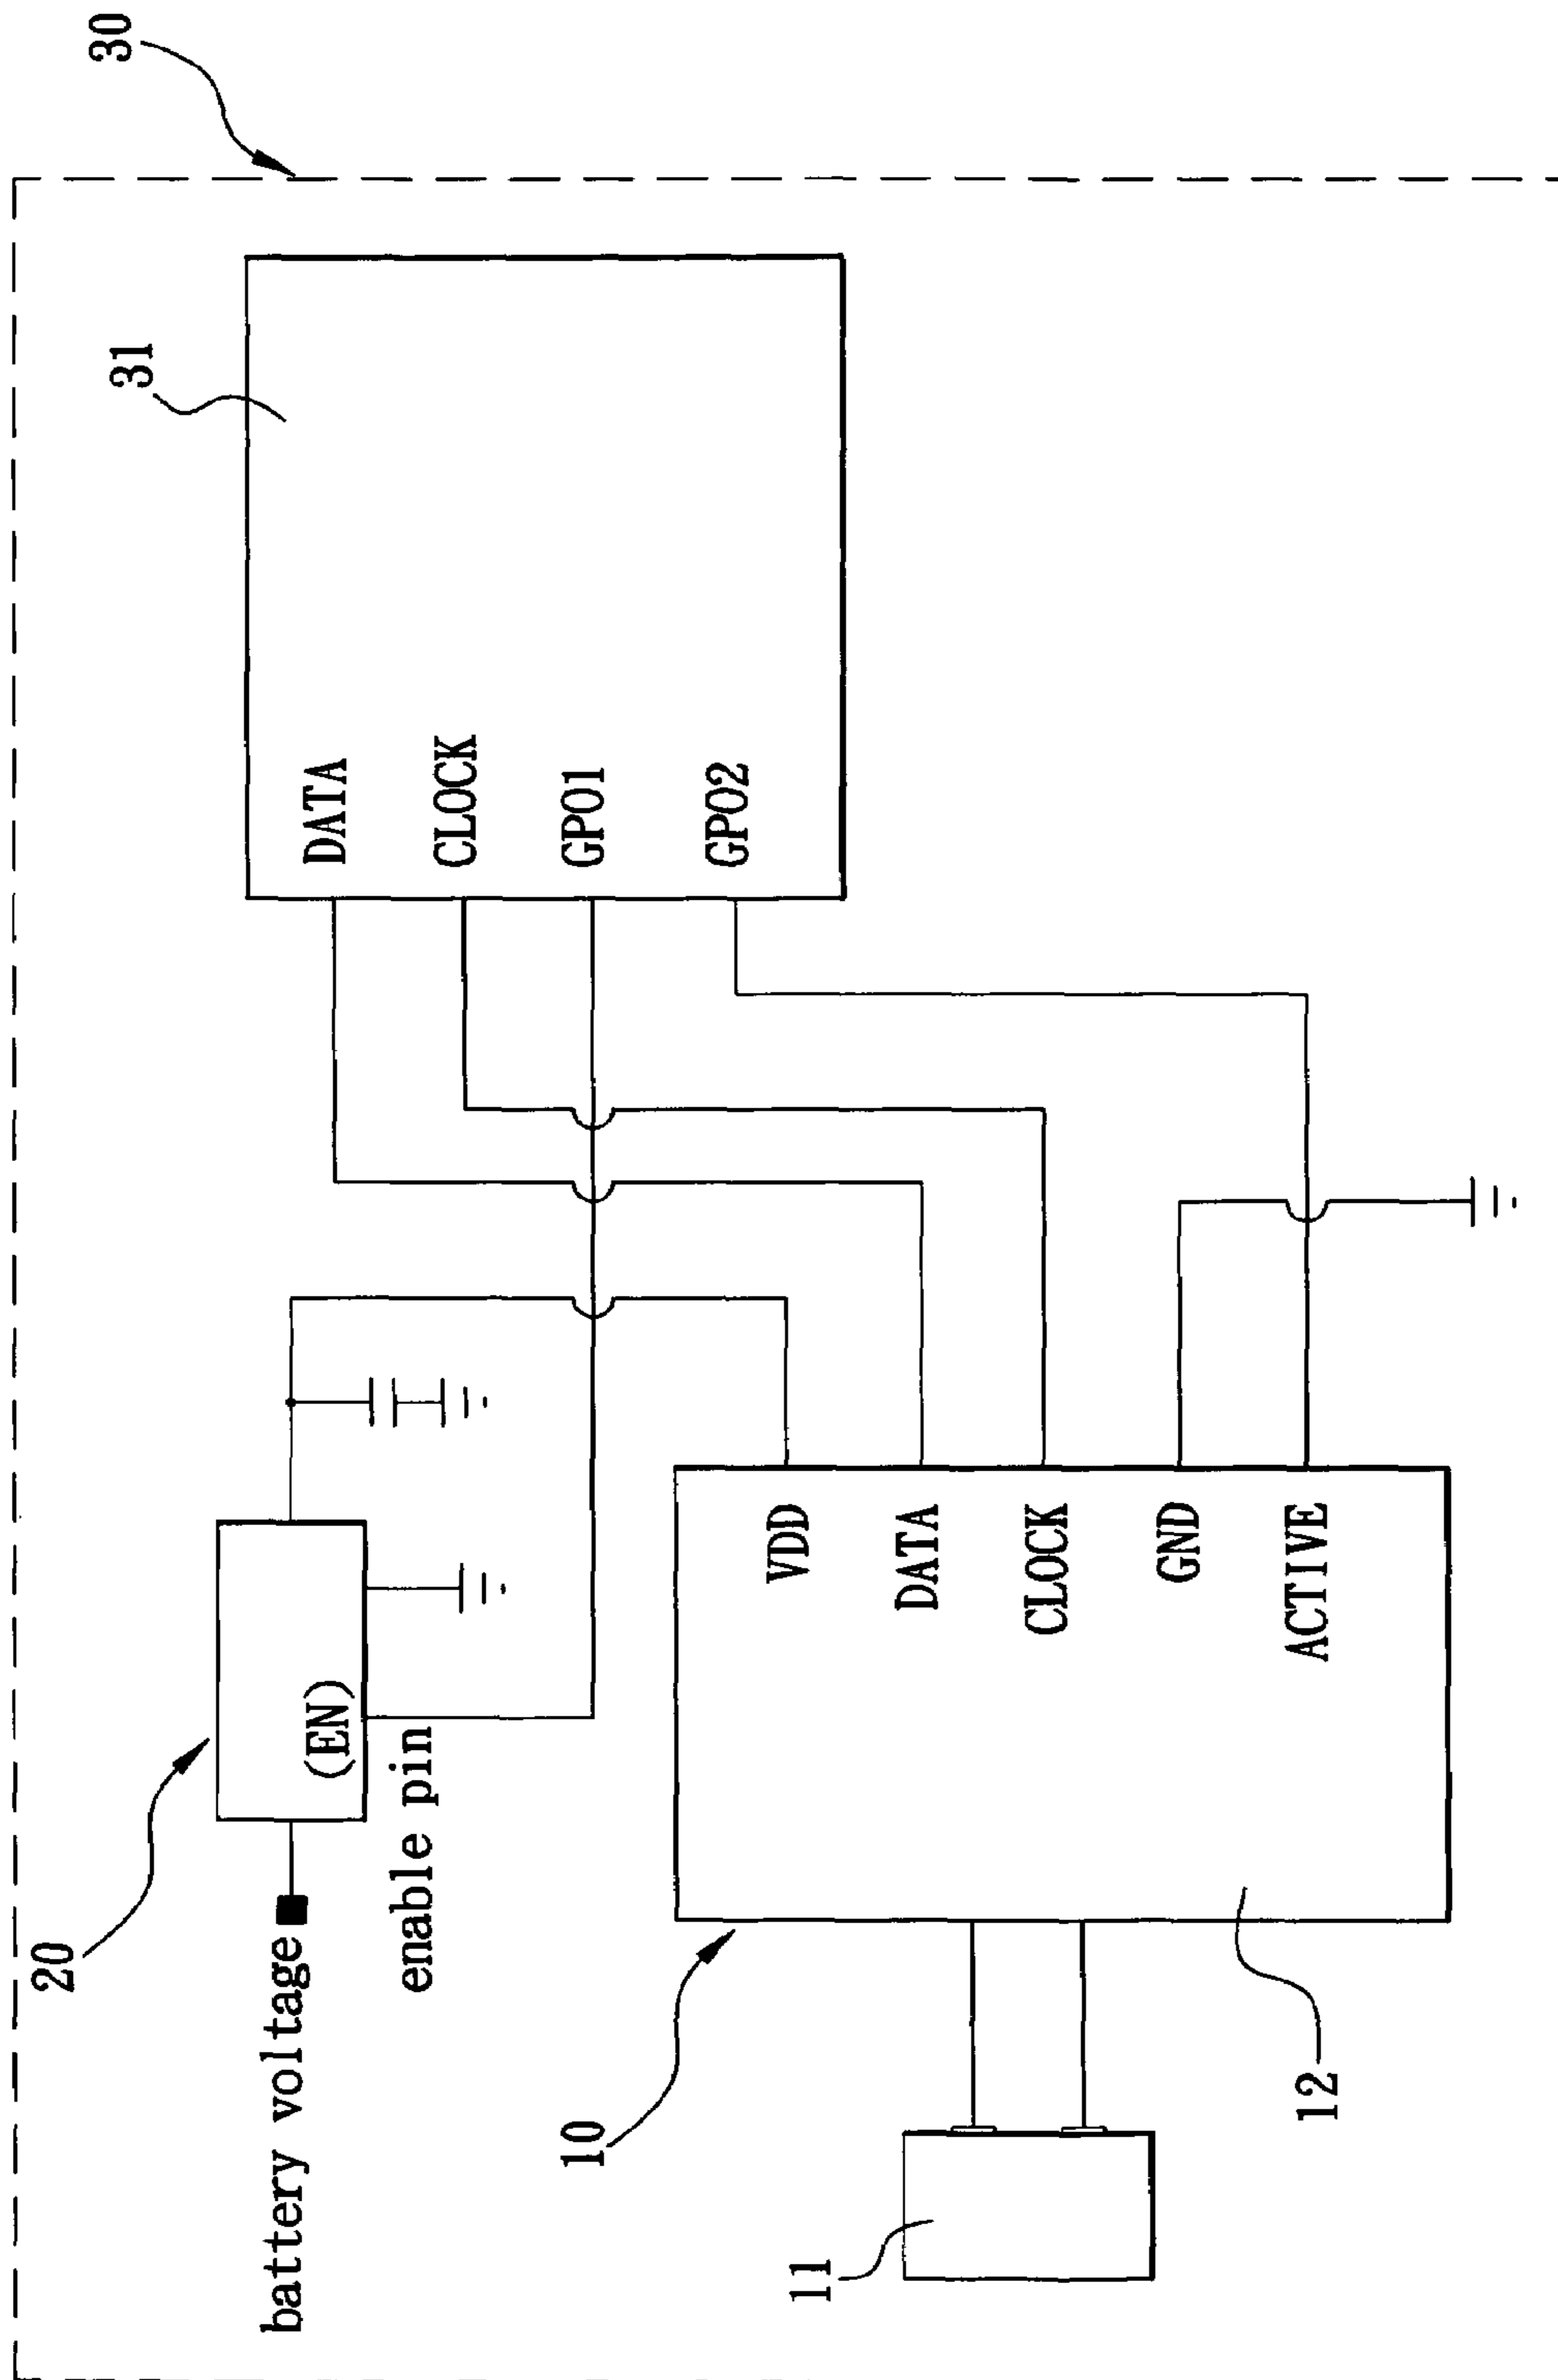 30
31
DATA
CLOCK
GPO1
GPO2
20
battery voltage
(EN)
enable pin
10
VDD
DATA
CLOCK
GND
ACTIVE
11
12